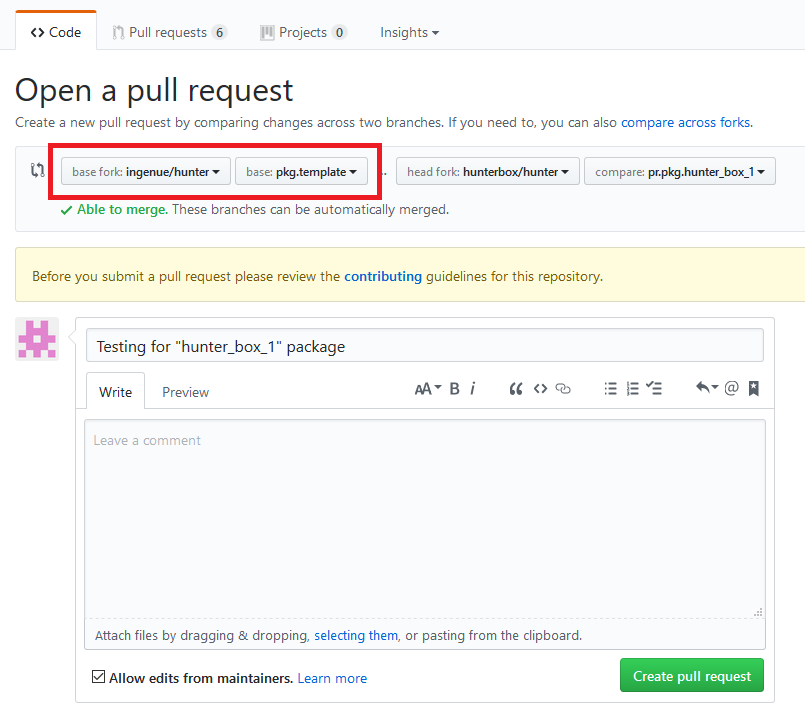 Code Pull requests 6 Projects 0 Insights
Open a pull request
Create a new pull request by comparing changes across two branches. If you need to, you can also compare across forks.
base fork: ingenue/hunter base: pkg.template ... head fork: hunterbox/hunter compare: pr.pkg.hunter_box_1
Able to merge. These branches can be automatically merged.
Before you submit a pull request please review the contributing guidelines for this repository.
Testing for "hunter_box_1" package
Write Preview AA B i @
Leave a comment
Attach files by dragging & dropping, selecting them, or pasting from the clipboard.
Allow edits from maintainers. Learn more Create pull request